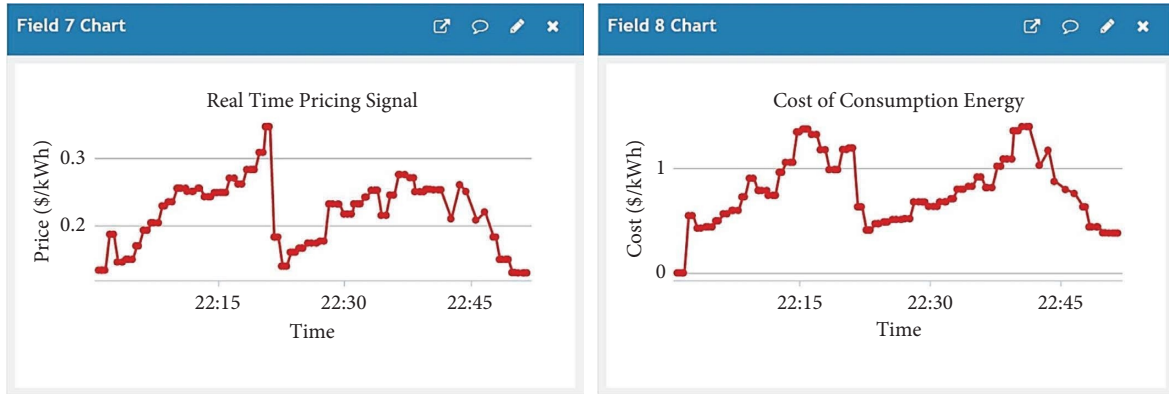 Field 7 Chart
Real Time Pricing Signal
Price ($/kWh)
0.3
0.2
22:15
22:30
22:45
Time
Field 8 Chart
Cost of Consumption Energy
Cost ($/kWh)
1
0
22:15
22:30
22:45
Time